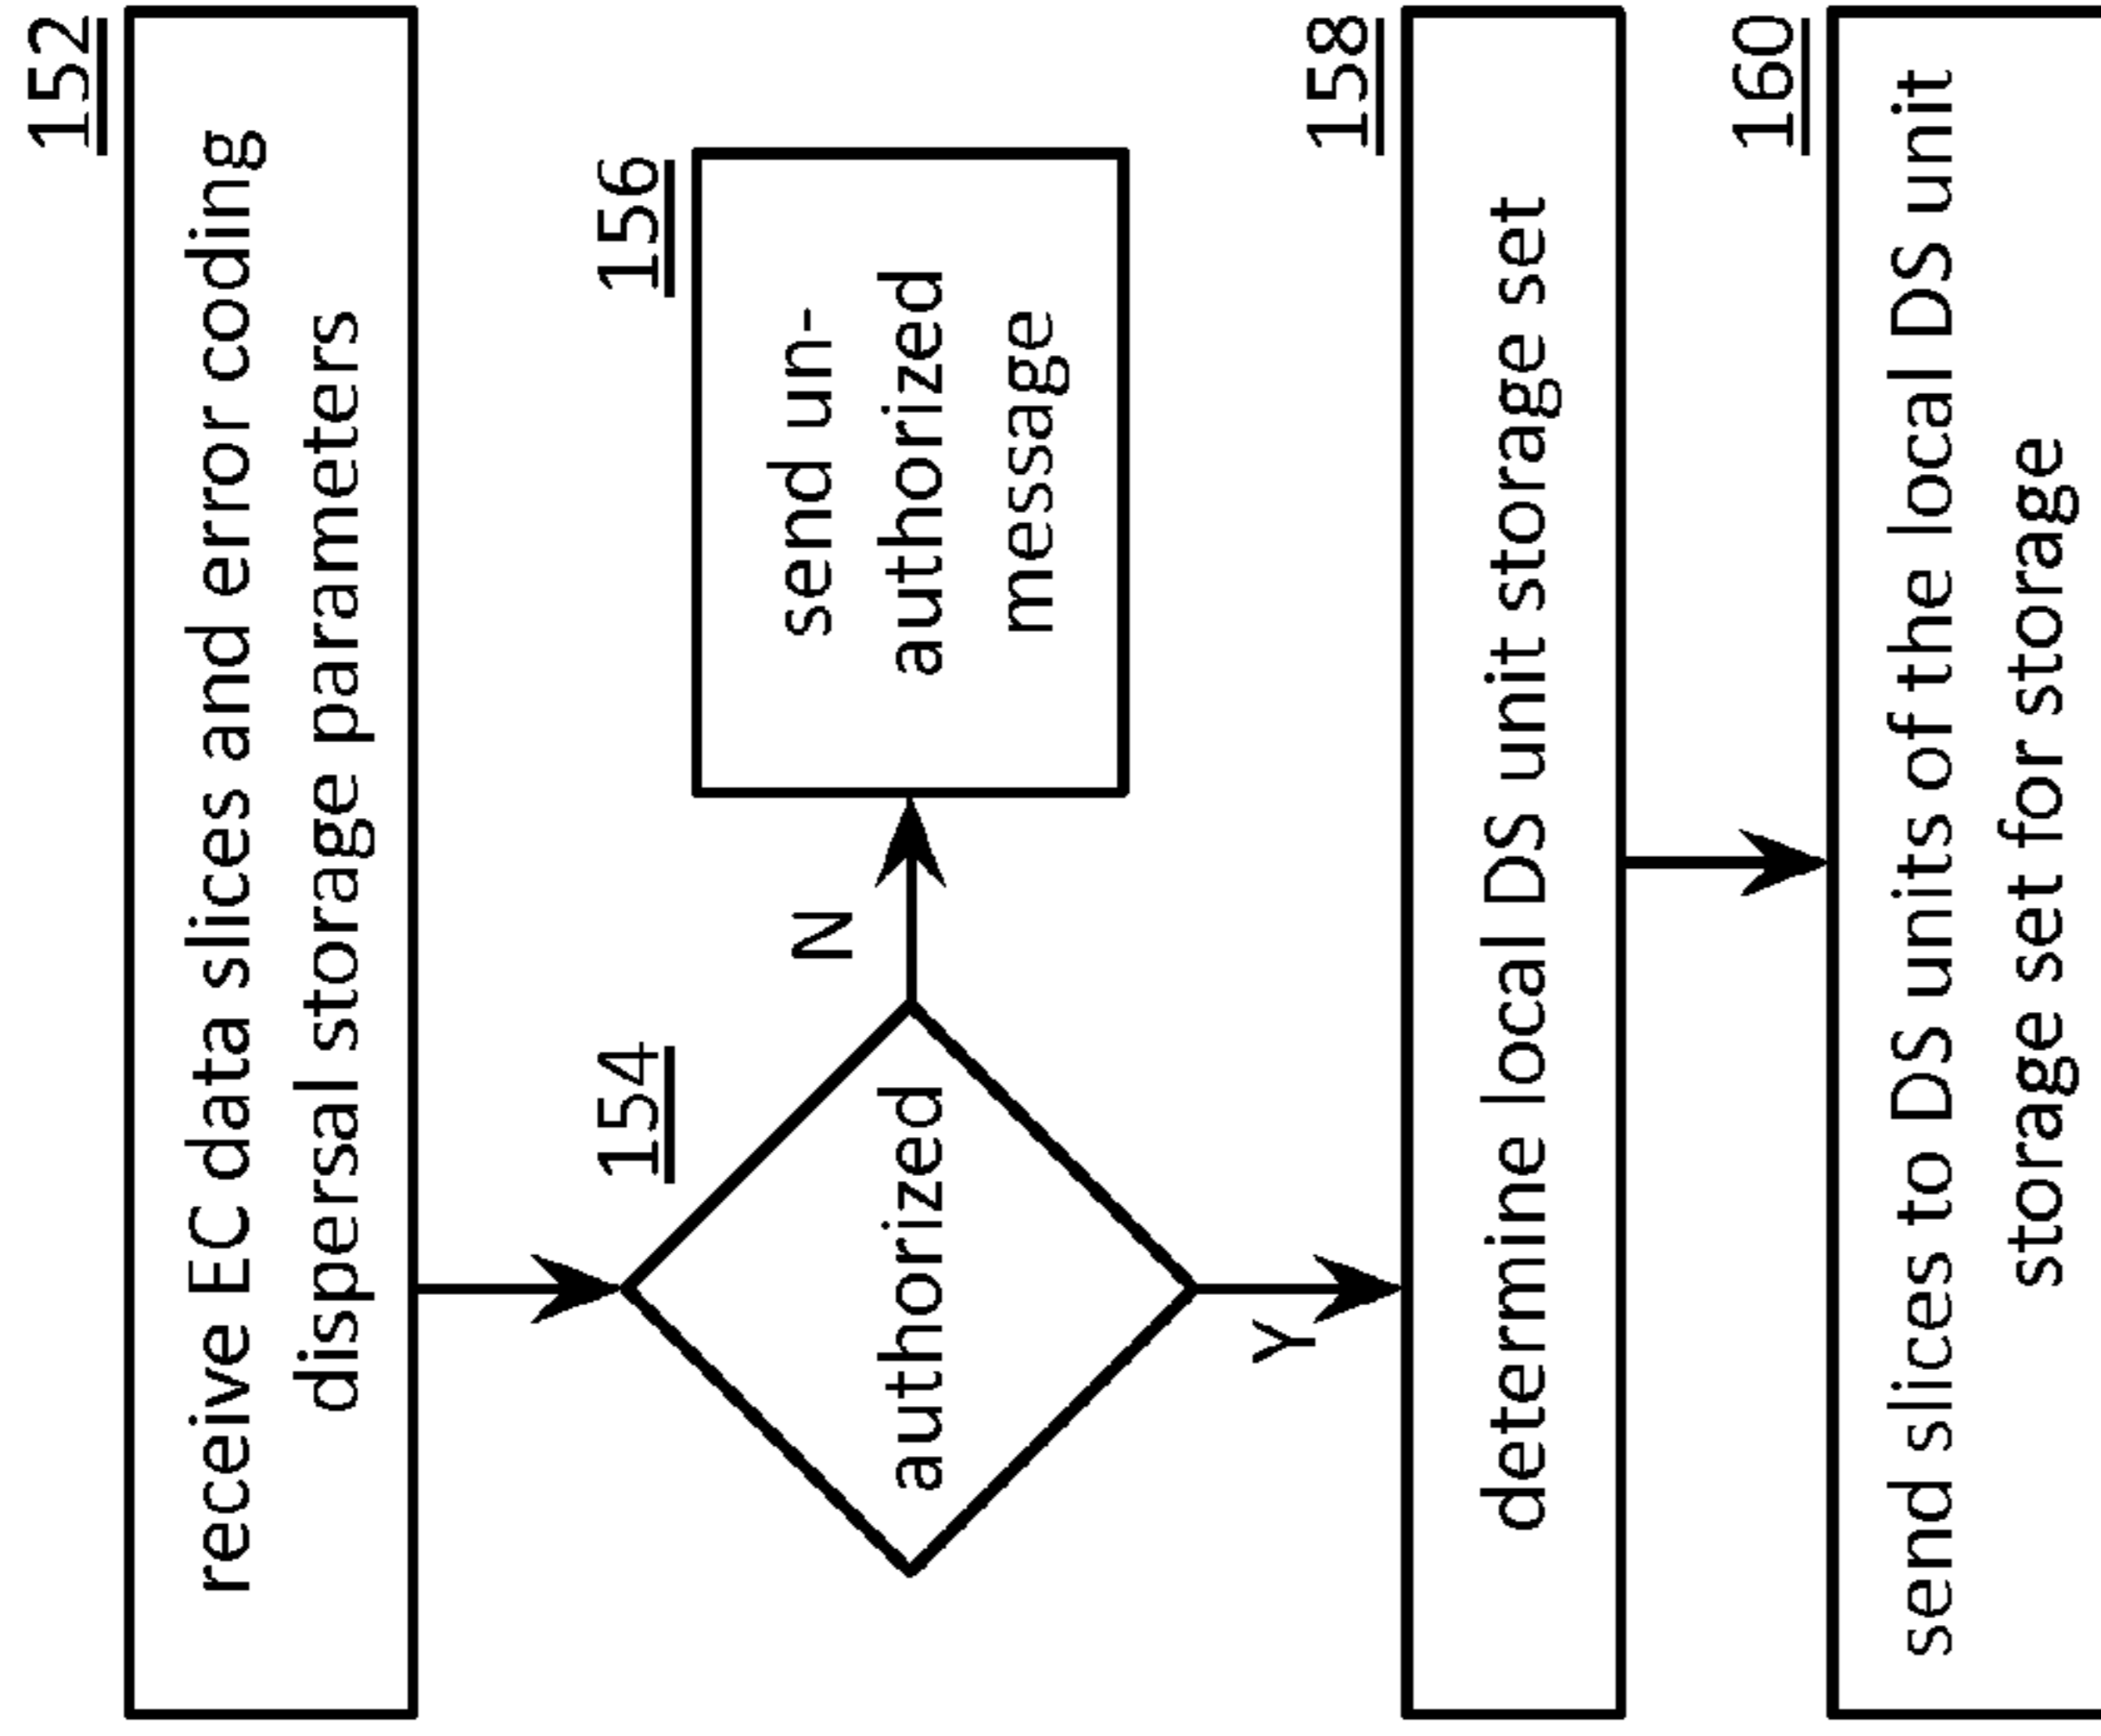 152
receive EC data slices and error coding
dispersal storage parameters
154
authorized
N
156
send un-
authorized
message
Y
158
determine local DS unit storage set
160
send slices to DS units of the local DS unit
storage set for storage